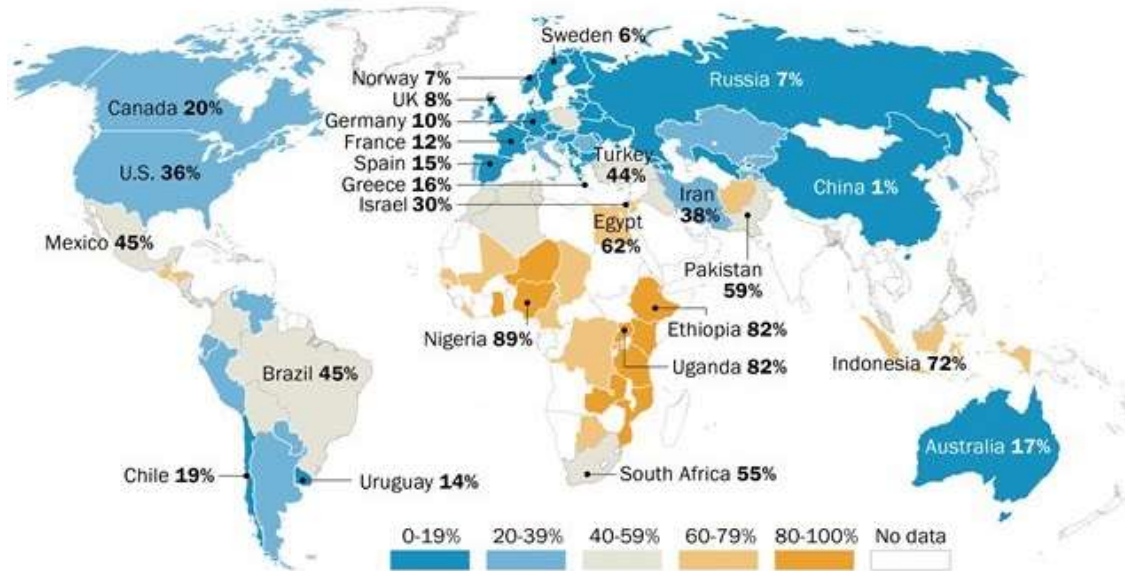 Sweden 6%
Norway 7%
Russia 7%
UK 8%
Canada 20%
Germany 10%
France 12%
Turkey
44%
Spain 15%
U.S. 36%
Greece 16%
China 1%
Iran
38%
Israel 30%
Egypt
62%
Mexico 45%
Pakistan
59%
Nigeria 89%
Ethiopia 82%
Uganda 82%
Indonesia 72%
Brazil 45%
Australia 17%
Chile 19%
Uruguay 14%
South Africa 55%
0-19%
20-39%
40-59%
60-79%
80-100%
No data